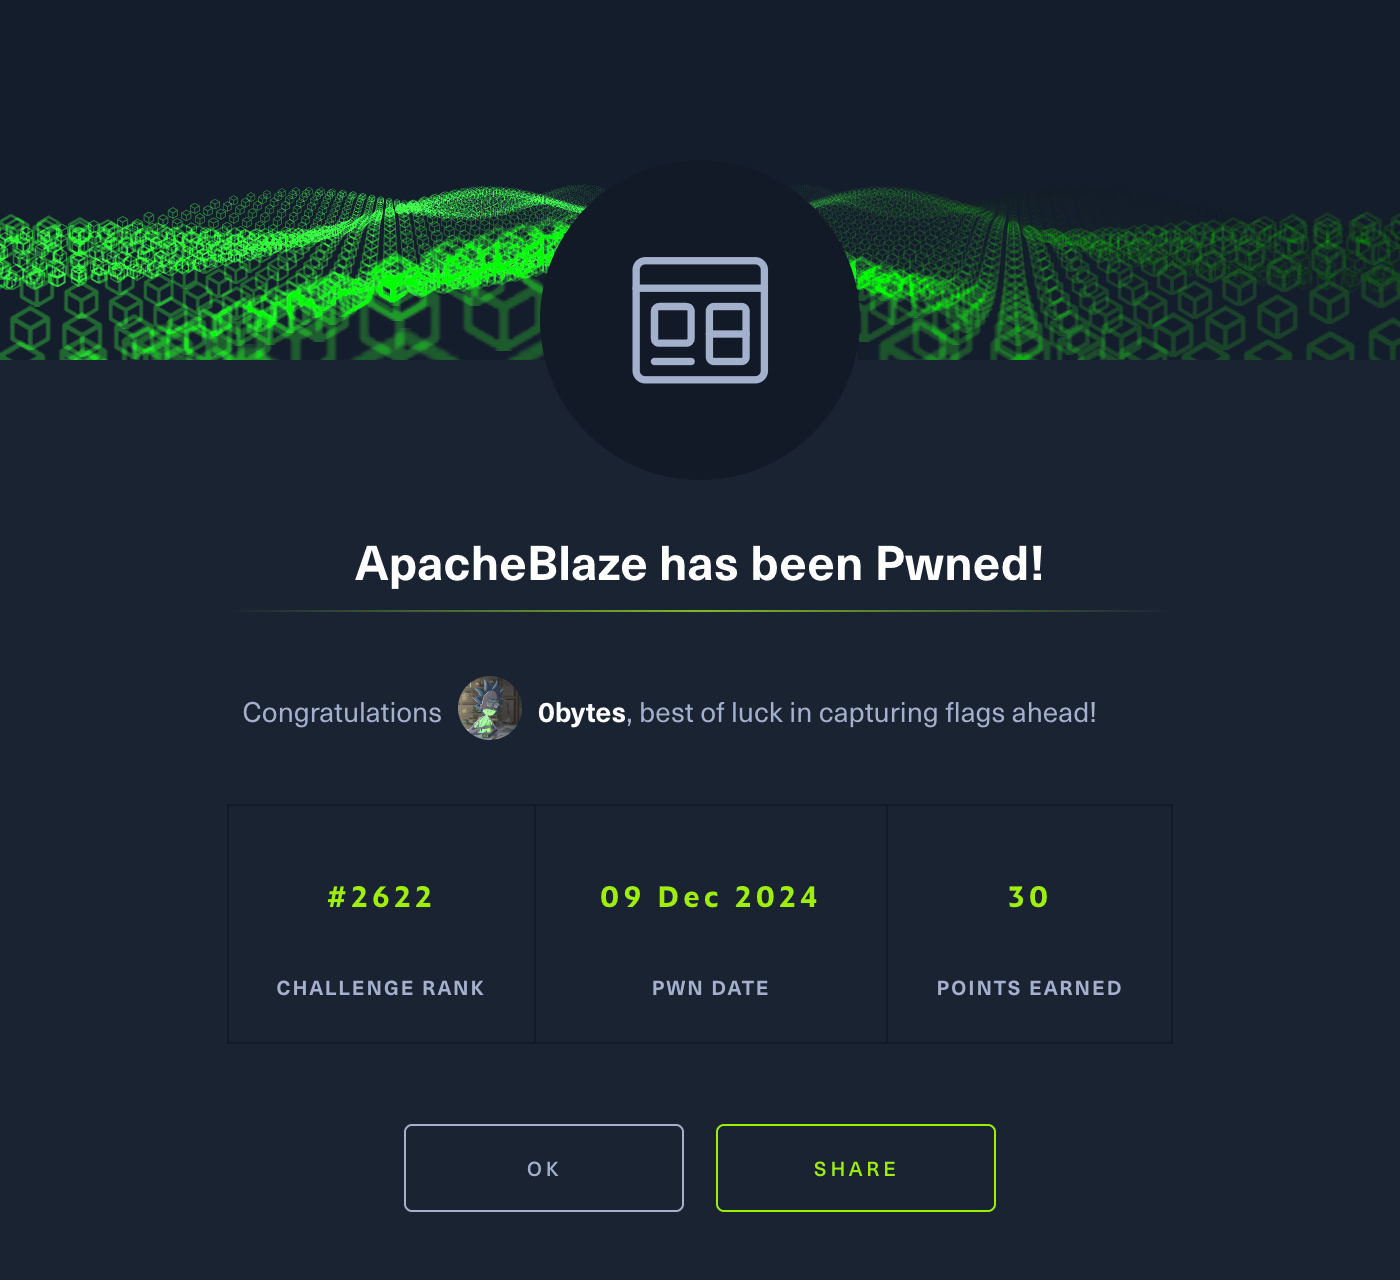 ApacheBlaze has been Pwned!
Congratulations 0bytes, best of luck in capturing flags ahead!
#2622 09 Dec 2024 30
CHALLENGE RANK PWN DATE POINTS EARNED
OK SHARE